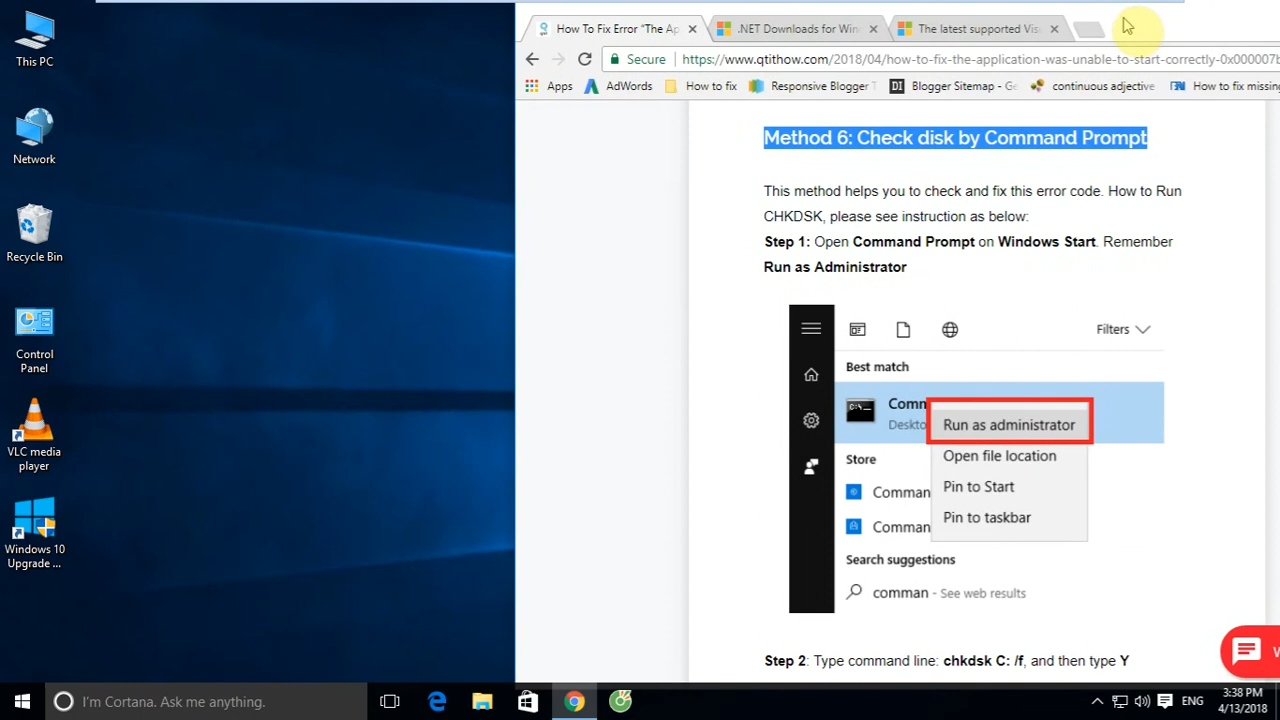 This PC
Network
Recycle Bin
Control
Panel
VLC media
player
Windows 10
Upgrade ...
How To Fix Error “The Ap
.NET Downloads for Win
The latest supported Vis
Secure
https://www.qtithow.com/2018/04/how-to-fix-the-application-was-unable-to-start-correctly-0x000007b
Apps
AdWords
How to fix
Responsive Blogger T
DI
Blogger Sitemap - Ge
continuous adjective
How to fix missing
Method 6: Check disk by Command Prompt
This method helps you to check and fix this error code. How to Run
CHKDSK, please see instruction as below:
Step 1: Open Command Prompt on Windows Start. Remember
Run as Administrator
Filters
Best match
Comm
Deskto
Run as administrator
Open file location
Pin to Start
Pin to taskbar
Store
Comman
Comman
Search suggestions
comman - See web results
Step 2: Type command line: chkdsk C: /f, and then type Y
I'm Cortana. Ask me anything.
ENG
3:38 PM
4/13/2018